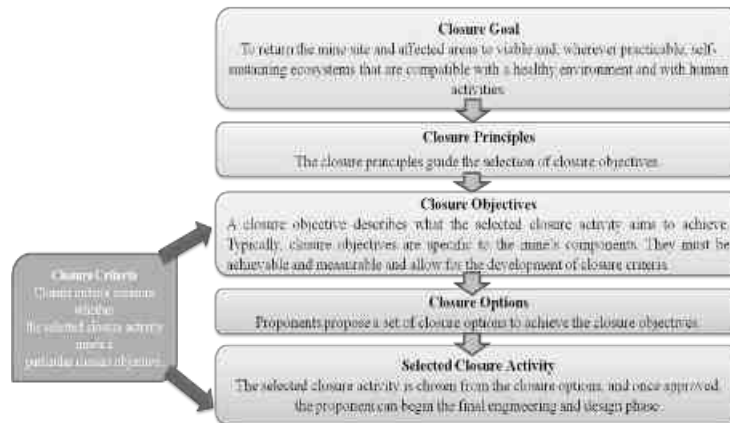 Closure Goal
To return the mine site and affected areas to viable and, wherever practicable, self-
sustaining ecosystems that are compatible with a healthy environment and with human
activities.
Closure Principles
The closure principles guide the selection of closure objectives.
Closure Objectives
A closure objective describes what the selected closure activity aims to achieve.
Typically, closure objectives are specific to the mine's components. They must be
achievable and measurable and allow for the development of closure criteria.
Closure Criteria
Closure criteria measure
whether
the selected closure activity
meets a
particular closure objective.
Closure Options
Proponents propose a set of closure options to achieve the closure objectives.
Selected Closure Activity
The selected closure activity is chosen from the closure options, and once approved,
the proponent can begin the final engineering and design phase.